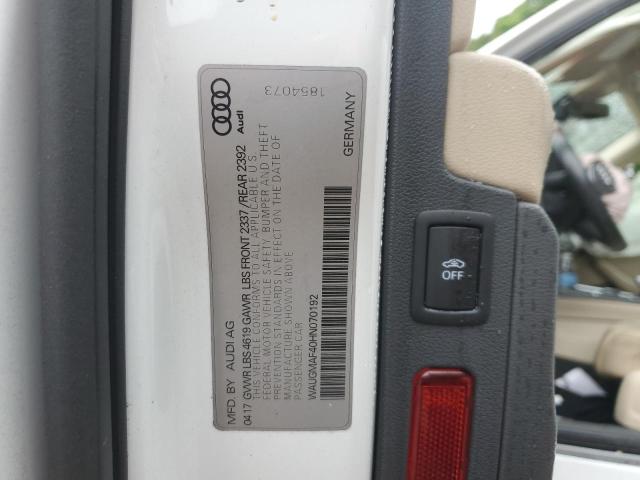 Audi
1854073
MFD. BY AUDI AG
GERMANY
0417 GVWR LBS 4619 GAWR LBS FRONT 2337/REAR 2392
THIS VEHICLE CONFORMS TO ALL APPLICABLE U.S.
FEDERAL MOTOR VEHICLE SAFETY, BUMPER AND THEFT
PREVENTION STANDARDS IN EFFECT ON THE DATE OF
MANUFACTURE SHOWN ABOVE.
PASSENGER CAR
WAUGMAF40HN070192
OFF